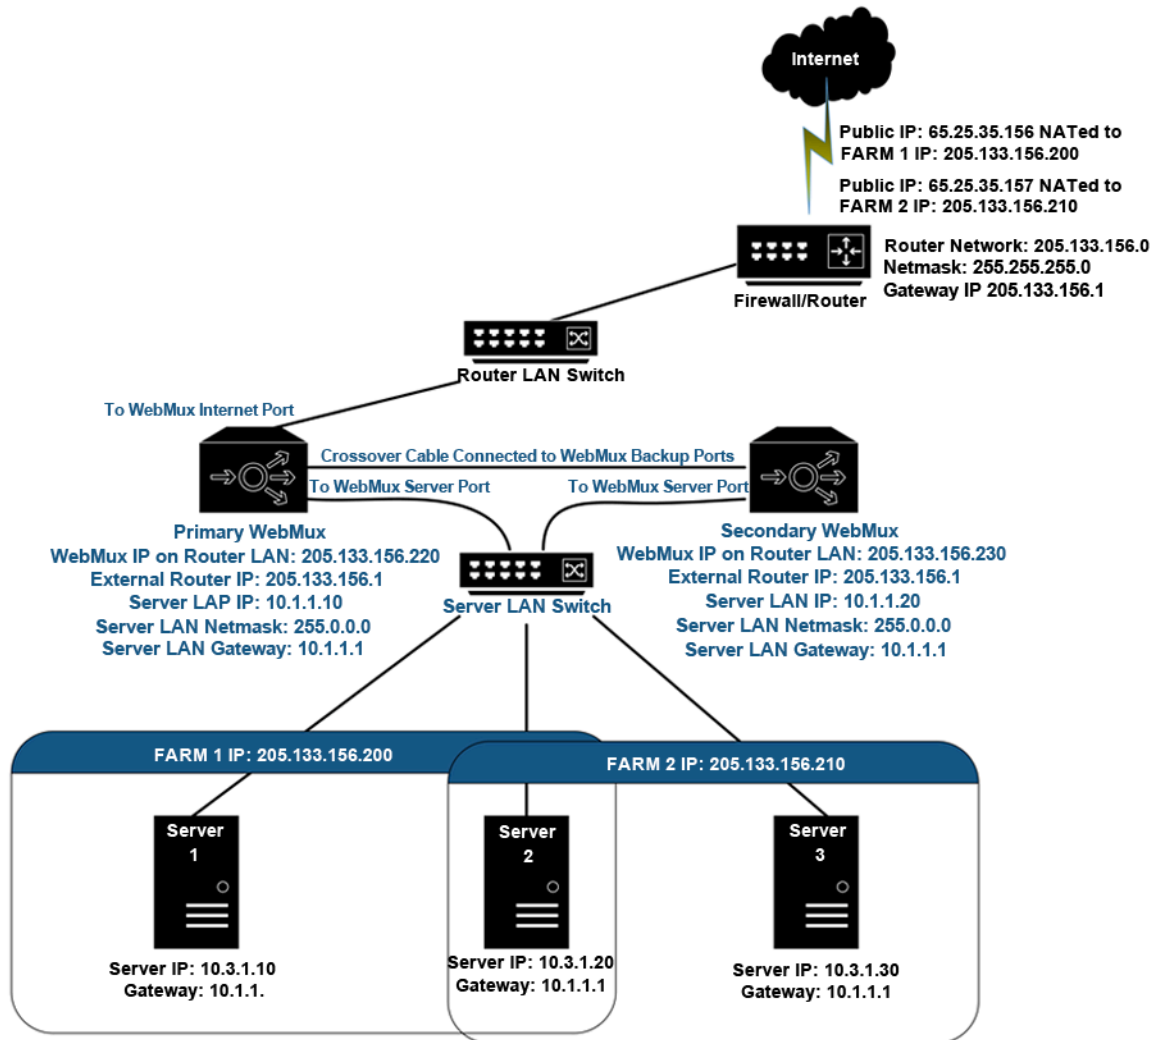 Internet
Public IP: 65.25.35.156 NATed to
FARM 1 IP: 205.133.156.200
Public IP: 65.25.35.157 NATed to
FARM 2 IP: 205.133.156.210
Router Network: 205.133.156.0
Netmask: 255.255.255.0
Gateway IP 205.133.156.1
Firewall/Router
Router LAN Switch
To WebMux Internet Port
Crossover Cable Connected to WebMux Backup Ports
To WebMux Server Port
To WebMux Server Port
Primary WebMux
WebMux IP on Router LAN: 205.133.156.220
External Router IP: 205.133.156.1
Server LAP IP: 10.1.1.10
Server LAN Netmask: 255.0.0.0
Server LAN Gateway: 10.1.1.1
Secondary WebMux
WebMux IP on Router LAN: 205.133.156.230
External Router IP: 205.133.156.1
Server LAN IP: 10.1.1.20
Server LAN Netmask: 255.0.0.0
Server LAN Gateway: 10.1.1.1
Server LAN Switch
FARM 1 IP: 205.133.156.200
FARM 2 IP: 205.133.156.210
Server
1
Server IP: 10.3.1.10
Gateway: 10.1.1.
Server
2
Server IP: 10.3.1.20
Gateway: 10.1.1.1
Server
3
Server IP: 10.3.1.30
Gateway: 10.1.1.1